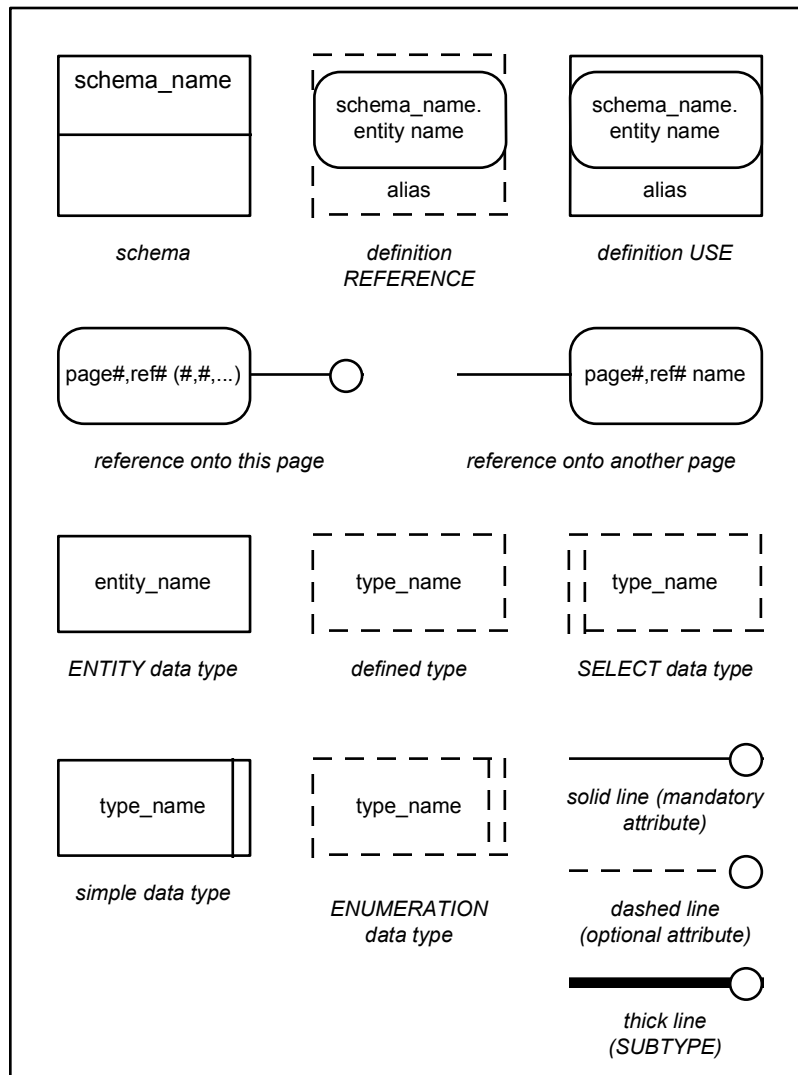 schema_name
schema_name.
entity name
alias
schema_name.
entity name
alias
schema
definition
REFERENCE
definition USE
page#,ref# (#,#,...)
page#,ref# name
reference onto this page
reference onto another page
entity_name
type_name
type_name
ENTITY data type
defined type
SELECT data type
type_name
type_name
solid line (mandatory
attribute)
simple data type
ENUMERATION
data type
dashed line
(optional attribute)
thick line
(SUBTYPE)